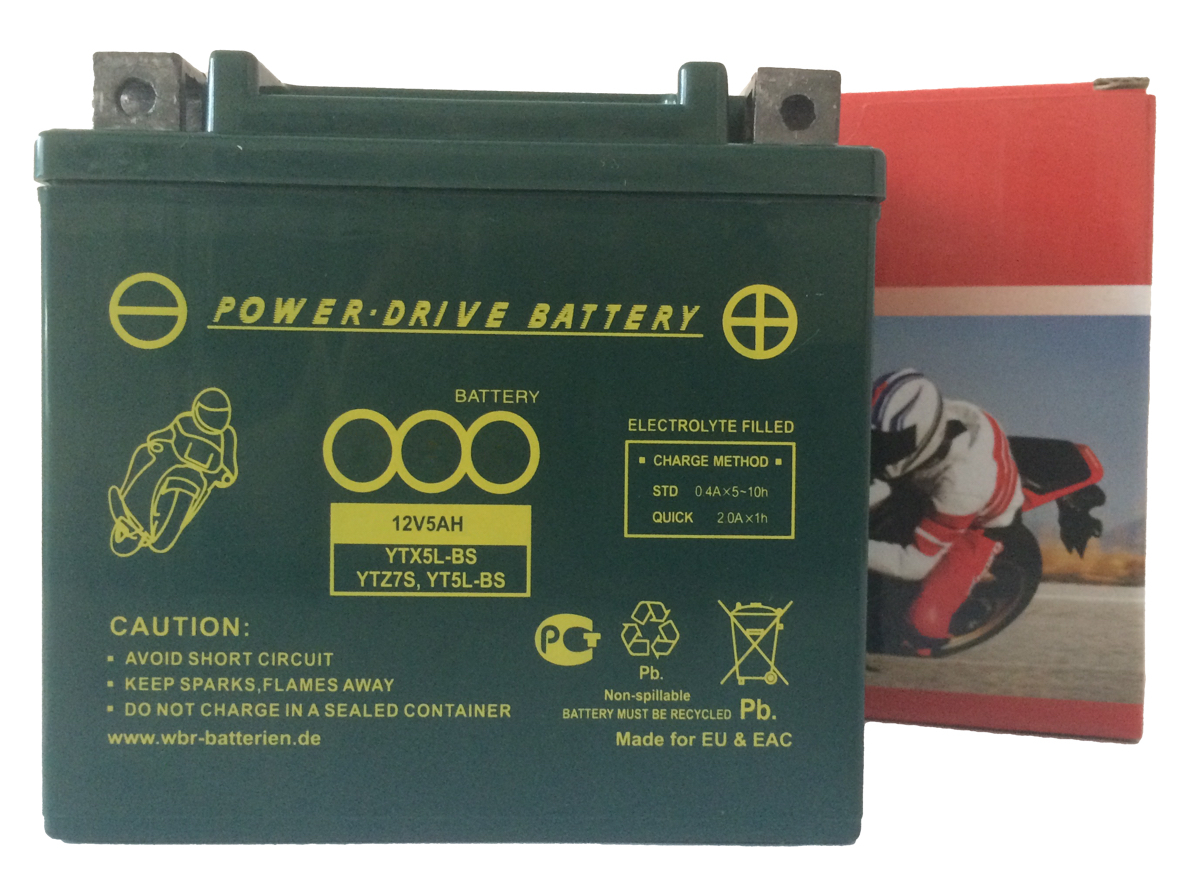 POWER·DRIVE BATTERY
BATTERY
12V5AH
YTX5L-BS
YTZ7S, YT5L-BS
ELECTROLYTE FILLED
▪ CHARGE METHOD ▪
STD 0.4A×5~10h
QUICK 2.0A×1h
CAUTION:
▪ AVOID SHORT CIRCUIT
▪ KEEP SPARKS,FLAMES AWAY
▪ DO NOT CHARGE IN A SEALED CONTAINER
www.wbr-batterien.de
РСТ
Pb.
Non-spillable
BATTERY MUST BE RECYCLED Pb.
Made for EU & EAC